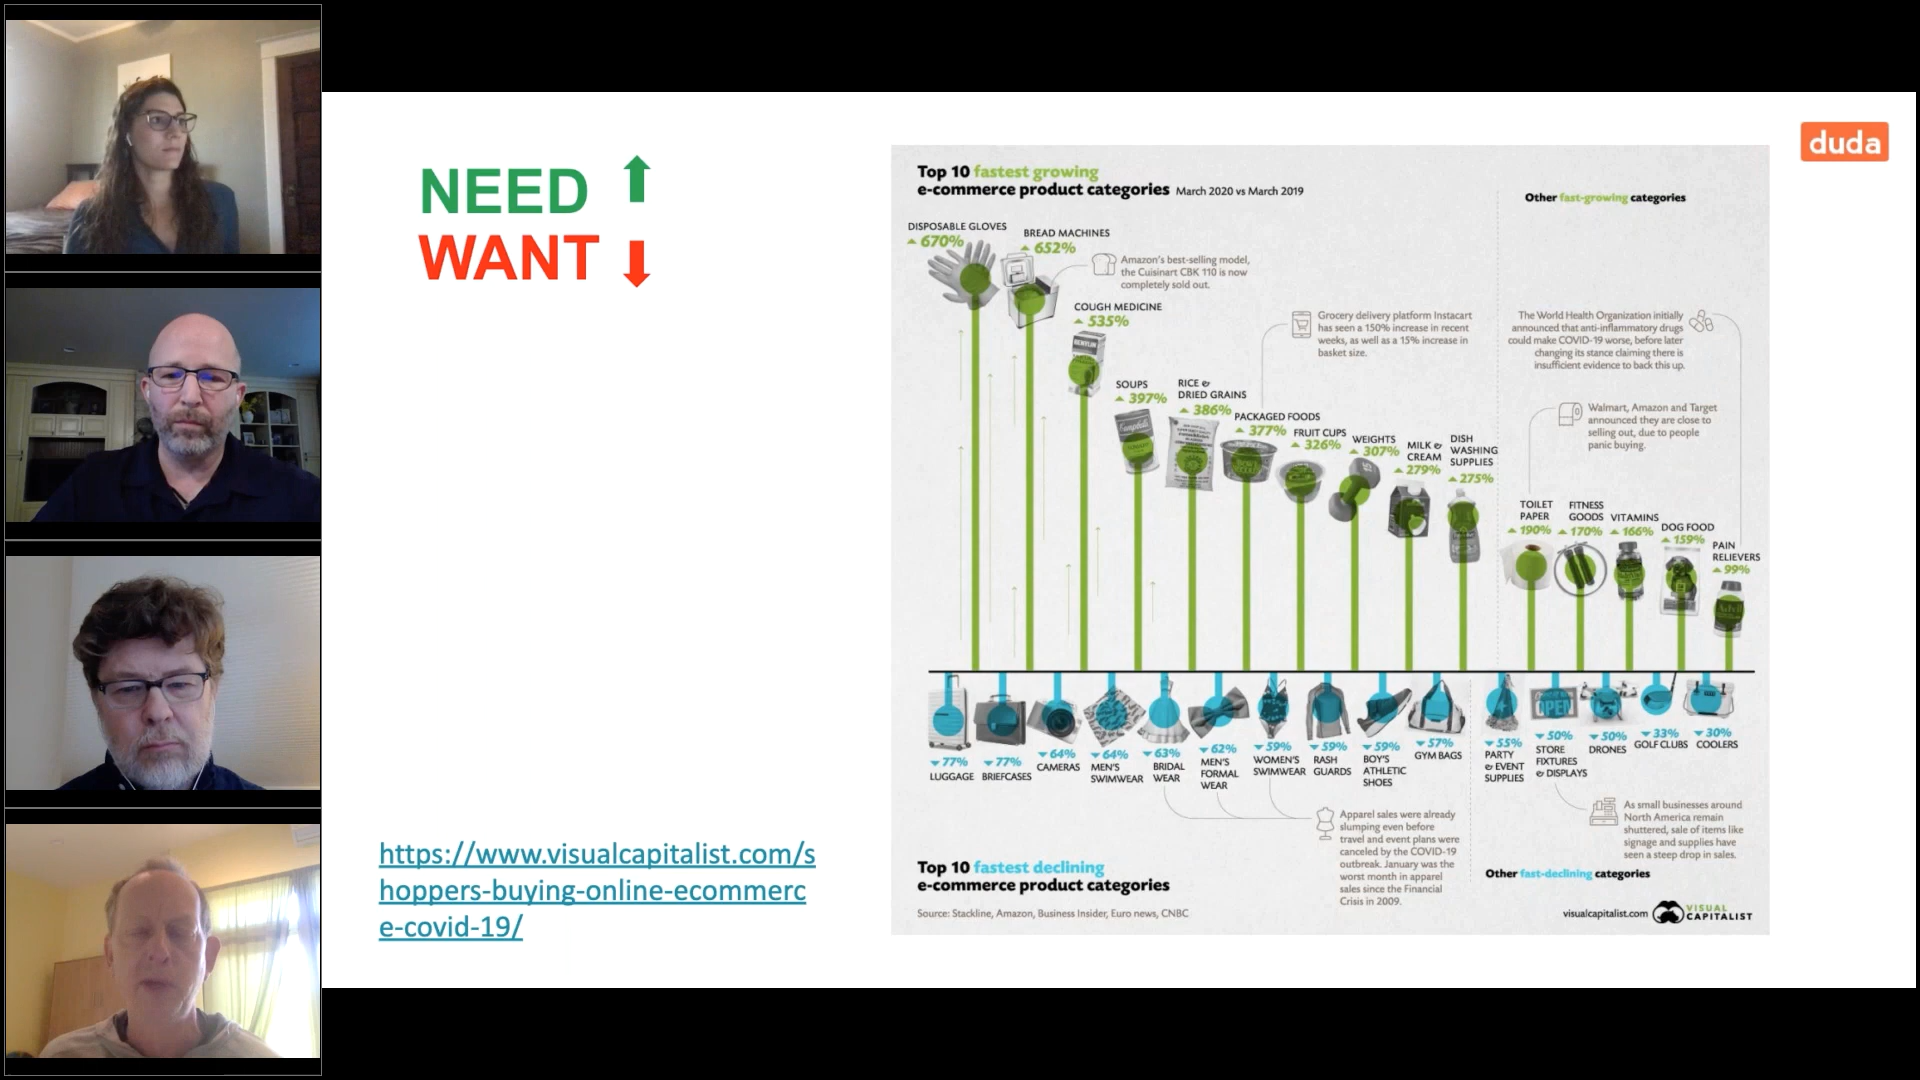 duda
NEED
WANT
https://www.visualcapitalist.com/s
hoppers-buying-online-ecommerc
e-covid-19/
Top 10 fastest growing
e-commerce product categories March 2020 vs March 2019
Other fast-growing categories
DISPOSABLE GLOVES
670%
BREAD MACHINES
652%
Amazon's best-selling model,
the Cuisinart CBK 110 is now
completely sold out.
COUGH MEDICINE
535%
Grocery delivery platform Instacart
has seen a 150% increase in recent
weeks, as well as a 15% increase in
basket size.
The World Health Organization initially
announced that anti-inflammatory drugs
could make COVID-19 worse, before later
changing its stance claiming there is
insufficient evidence to back this up.
SOUPS
397%
RICE &
DRIED GRAINS
386%
PACKAGED FOODS
377%
FRUIT CUPS
326%
WEIGHTS
307%
MILK &
CREAM
279%
DISH
WASHING
SUPPLIES
275%
Walmart, Amazon and Target
announced they are close to
selling out, due to people
panic buying.
TOILET
PAPER
190%
FITNESS
GOODS
170%
VITAMINS
166%
DOG FOOD
159%
PAIN
RELIEVERS
99%
Campbell's
OPEN
77%
LUGGAGE
77%
BRIEFCASES
64%
CAMERAS
64%
MEN'S
SWIMWEAR
63%
BRIDAL
WEAR
62%
MEN'S
FORMAL
WEAR
59%
WOMEN'S
SWIMWEAR
59%
RASH
GUARDS
59%
BOY'S
ATHLETIC
SHOES
57%
GYM BAGS
55%
PARTY
& EVENT
SUPPLIES
50%
STORE
FIXTURES
& DISPLAYS
50%
DRONES
33%
GOLF CLUBS
30%
COOLERS
Apparel sales were already
slumping even before
travel and event plans were
canceled by the COVID-19
outbreak. January was the
worst month in apparel
sales since the Financial
Crisis in 2009.
As small businesses around
North America remain
shuttered, sale of items like
signage and supplies have
seen a steep drop in sales.
Top 10 fastest declining
e-commerce product categories
Other fast-declining categories
Source: Stackline, Amazon, Business Insider, Euro news, CNBC
visualcapitalist.com
VISUAL
CAPITALIST